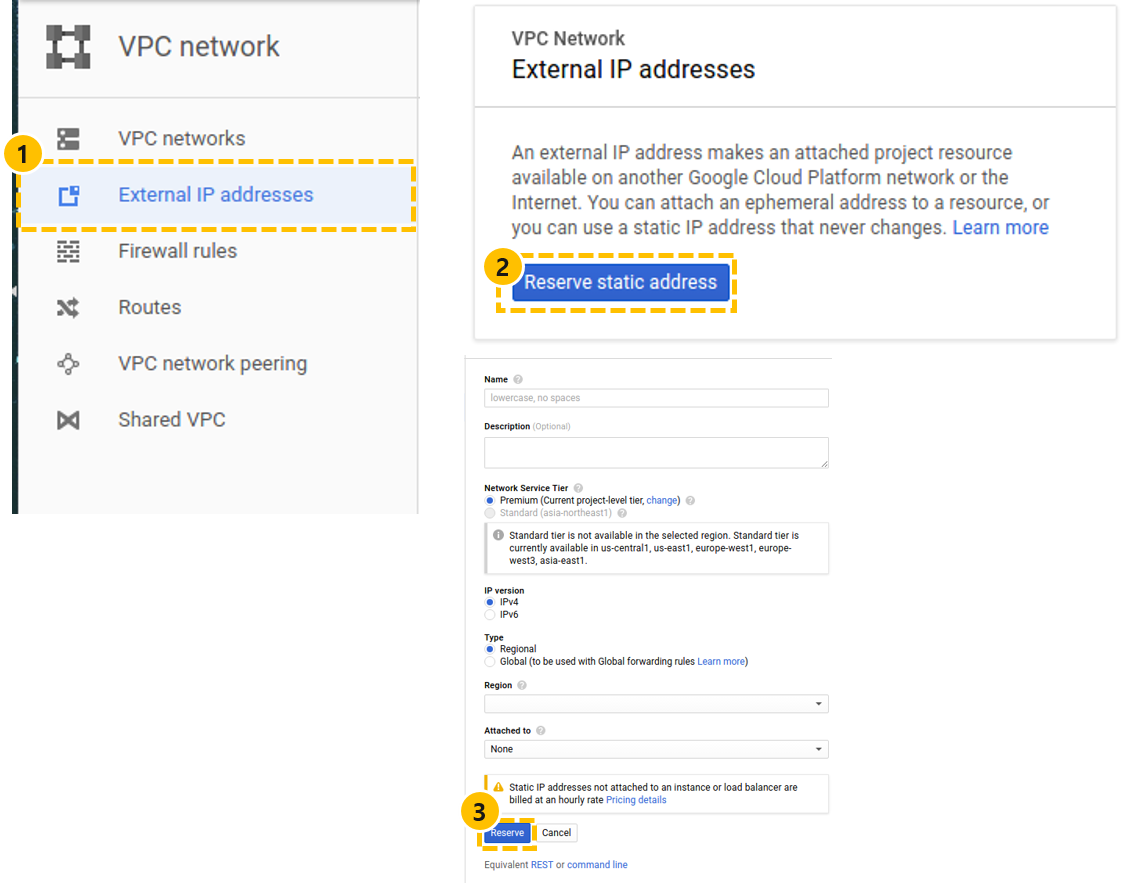 VPC network
VPC networks
1
External IP addresses
Firewall rules
Routes
VPC network peering
Shared VPC
VPC Network
External IP addresses
An external IP address makes an attached project resource
available on another Google Cloud Platform network or the
Internet. You can attach an ephemeral address to a resource, or
you can use a static IP address that never changes. Learn more
2
Reserve static address
Name ?
lowercase, no spaces
Description (Optional)
Network Service Tier ?
Premium (Current project-level tier, change) ?
Standard (asia-northeast1) ?
Standard tier is not available in the selected region. Standard tier is
currently available in us-central1, us-east1, europe-west1, europe-
west3, asia-east1.
IP version
IPv4
IPv6
Type
Regional
Global (to be used with Global forwarding rules Learn more)
Region ?
Attached to ?
None
Static IP addresses not attached to an instance or load balancer are
billed at an hourly rate Pricing details
3
Reserve Cancel
Equivalent REST or command line